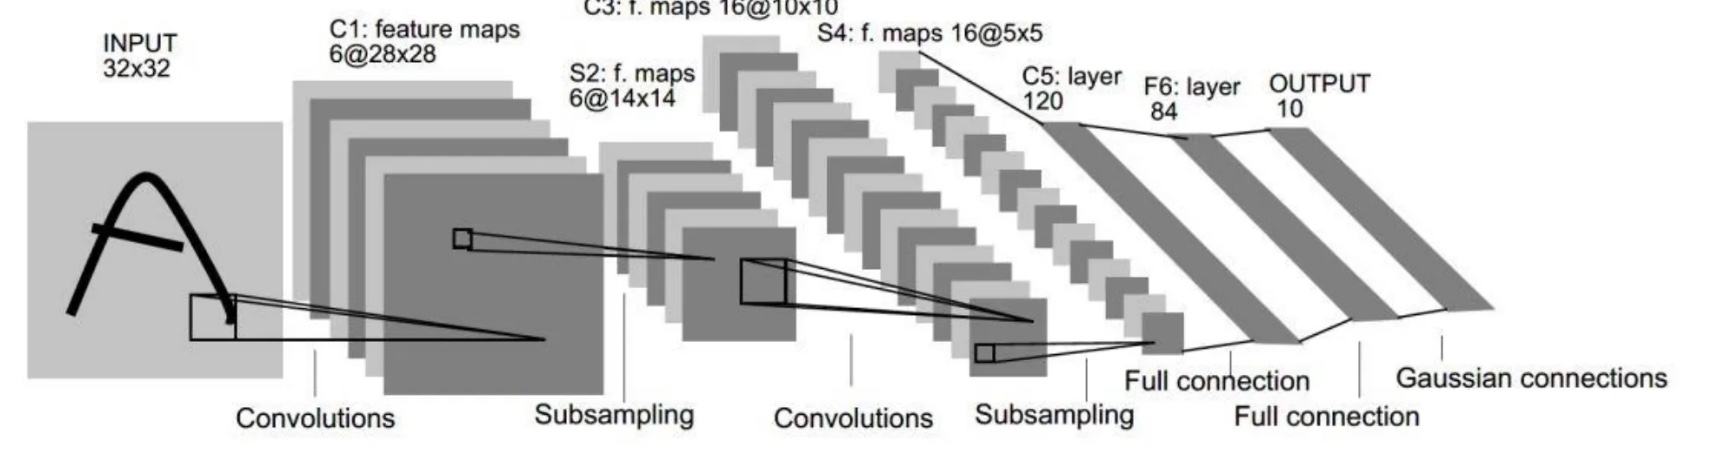 INPUT
32x32
C1: feature maps
6@28x28
S2: f. maps
6@14x14
C3: f. maps 16@10x10
S4: f. maps 16@5x5
C5: layer
120
F6: layer
84
OUTPUT
10
Convolutions
Subsampling
Convolutions
Subsampling
Full connection
Full connection
Gaussian connections
A